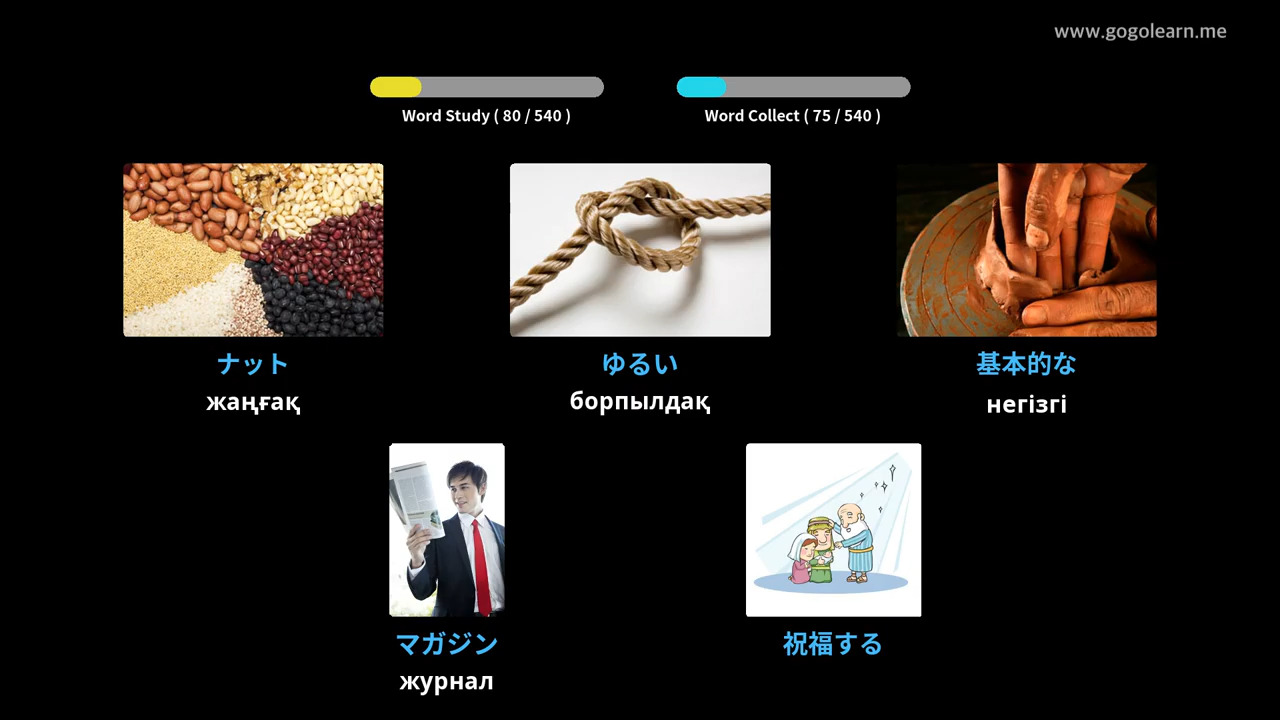 www.gogolearn.me
Word Study ( 80 / 540 )
Word Collect ( 75 / 540 )
ナット
ゆるい
基本的な
жаңғақ
борпылдақ
негізгі
マガジン
祝福する
журнал